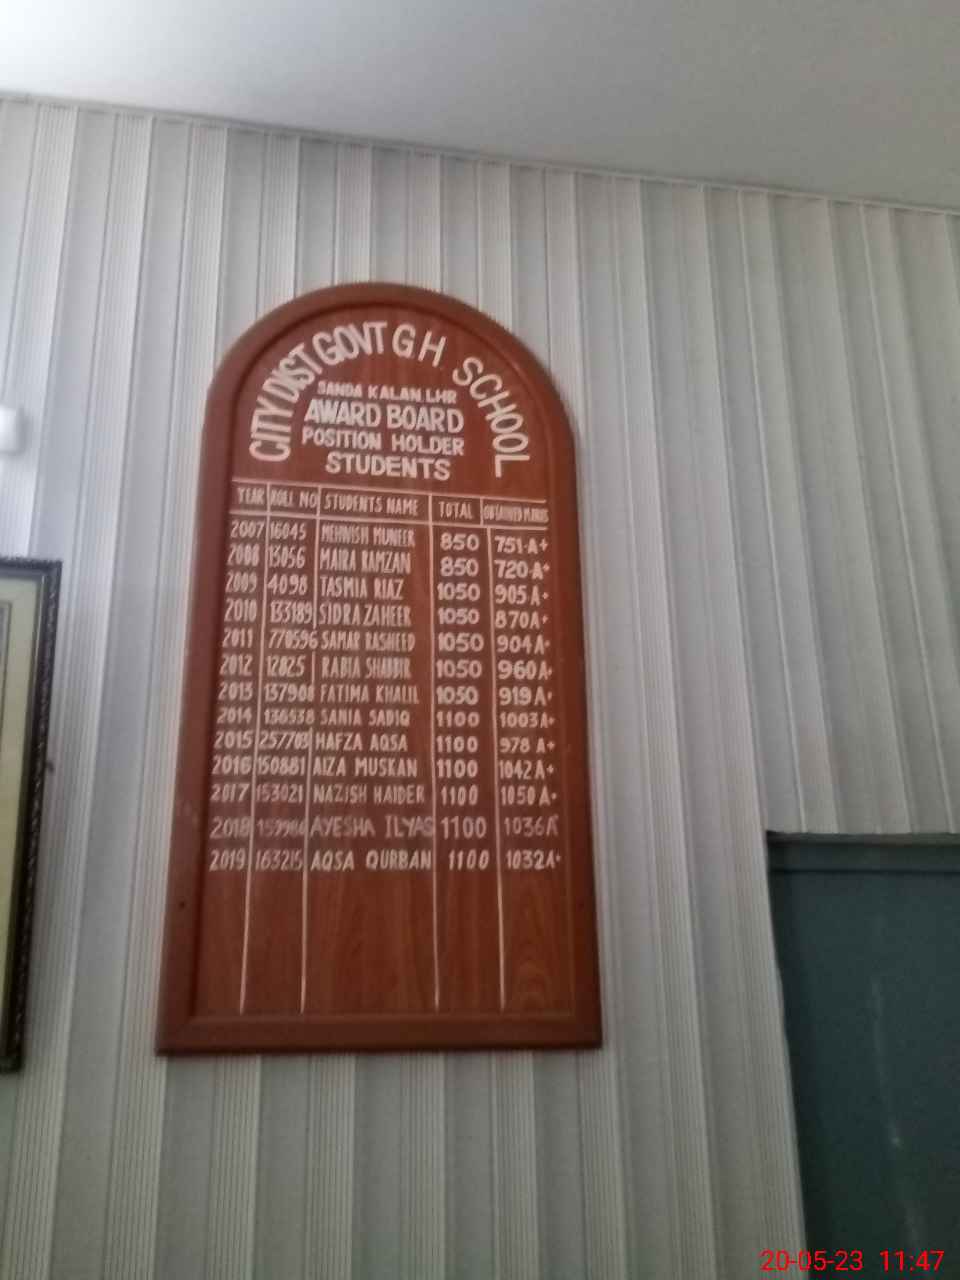 CITY DIST GOVT G.H. SCHOOL
SANDA KALAN LHR
AWARD BOARD
POSITION HOLDER
STUDENTS
YEAR ROLL NO STUDENTS NAME TOTAL OBTAINED MARKS
2007 16045 MEHWISH MUNEER 850 751-A+
2008 13056 MAIRA RAMZAN 850 720-A+
2009 4098 TASMIA RIAZ 1050 905 A+
2010 133189 SIDRA ZAHEER 1050 870A+
2011 770596 SAMAR RASHEED 1050 904A+
2012 12825 RABIA SHABBIR 1050 960A+
2013 137908 FATIMA KHALIL 1050 919 A+
2014 136538 SANIA SADIQ 1100 1003A+
2015 257703 HAFZA AQSA 1100 978 A+
2016 150881 AIZA MUSKAN 1100 1042A+
2017 153021 NAZISH HAIDER 1100 1050 A+
2018 AYESHA ILYAS 1100 1036A+
2019 163215 AQSA QURBAN 1100 1032A+
20-05-23 11:47